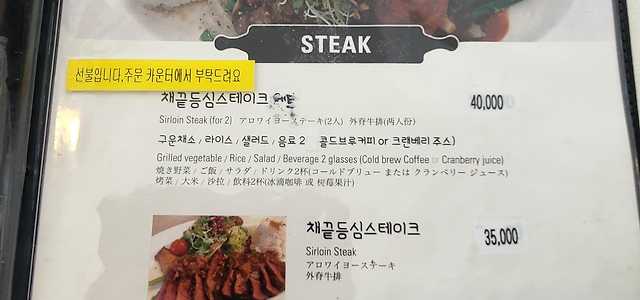 STEAK
선불입니다.주문 카운터에서 부탁드려요
채끝등심스테이크 세트 40,000
Sirloin Steak (for 2) アロワイヨーステーキ(2人) 外脊牛排(两人份)
구운채소 / 라이스 / 샐러드 / 음료 2 콜드브루커피 or 크랜베리 주스)
Grilled vegetable / Rice / Salad / Beverage 2 glasses (Cold brew Coffee or Cranberry juice)
焼き野菜 / ご飯 / サラダ / ドリンク2杯(コールドブリュー または クランベリー ジュース)
烤菜 / 大米 / 沙拉 / 飲料2杯(冰滴咖啡 或 树莓果汁)
채끝등심스테이크 35,000
Sirloin Steak
アロワイヨーステーキ
外脊牛排